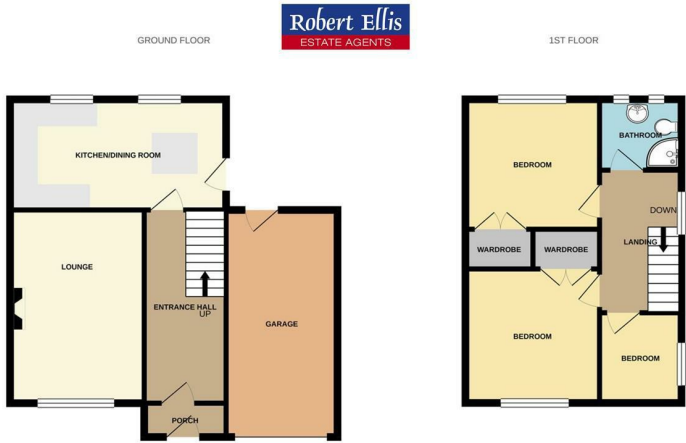 Robert Ellis
ESTATE AGENTS
GROUND FLOOR
1ST FLOOR
KITCHEN/DINING ROOM
LOUNGE
ENTRANCE HALL
UP
GARAGE
PORCH
BATHROOM
BEDROOM
DOWN
LANDING
WARDROBE
WARDROBE
BEDROOM
BEDROOM